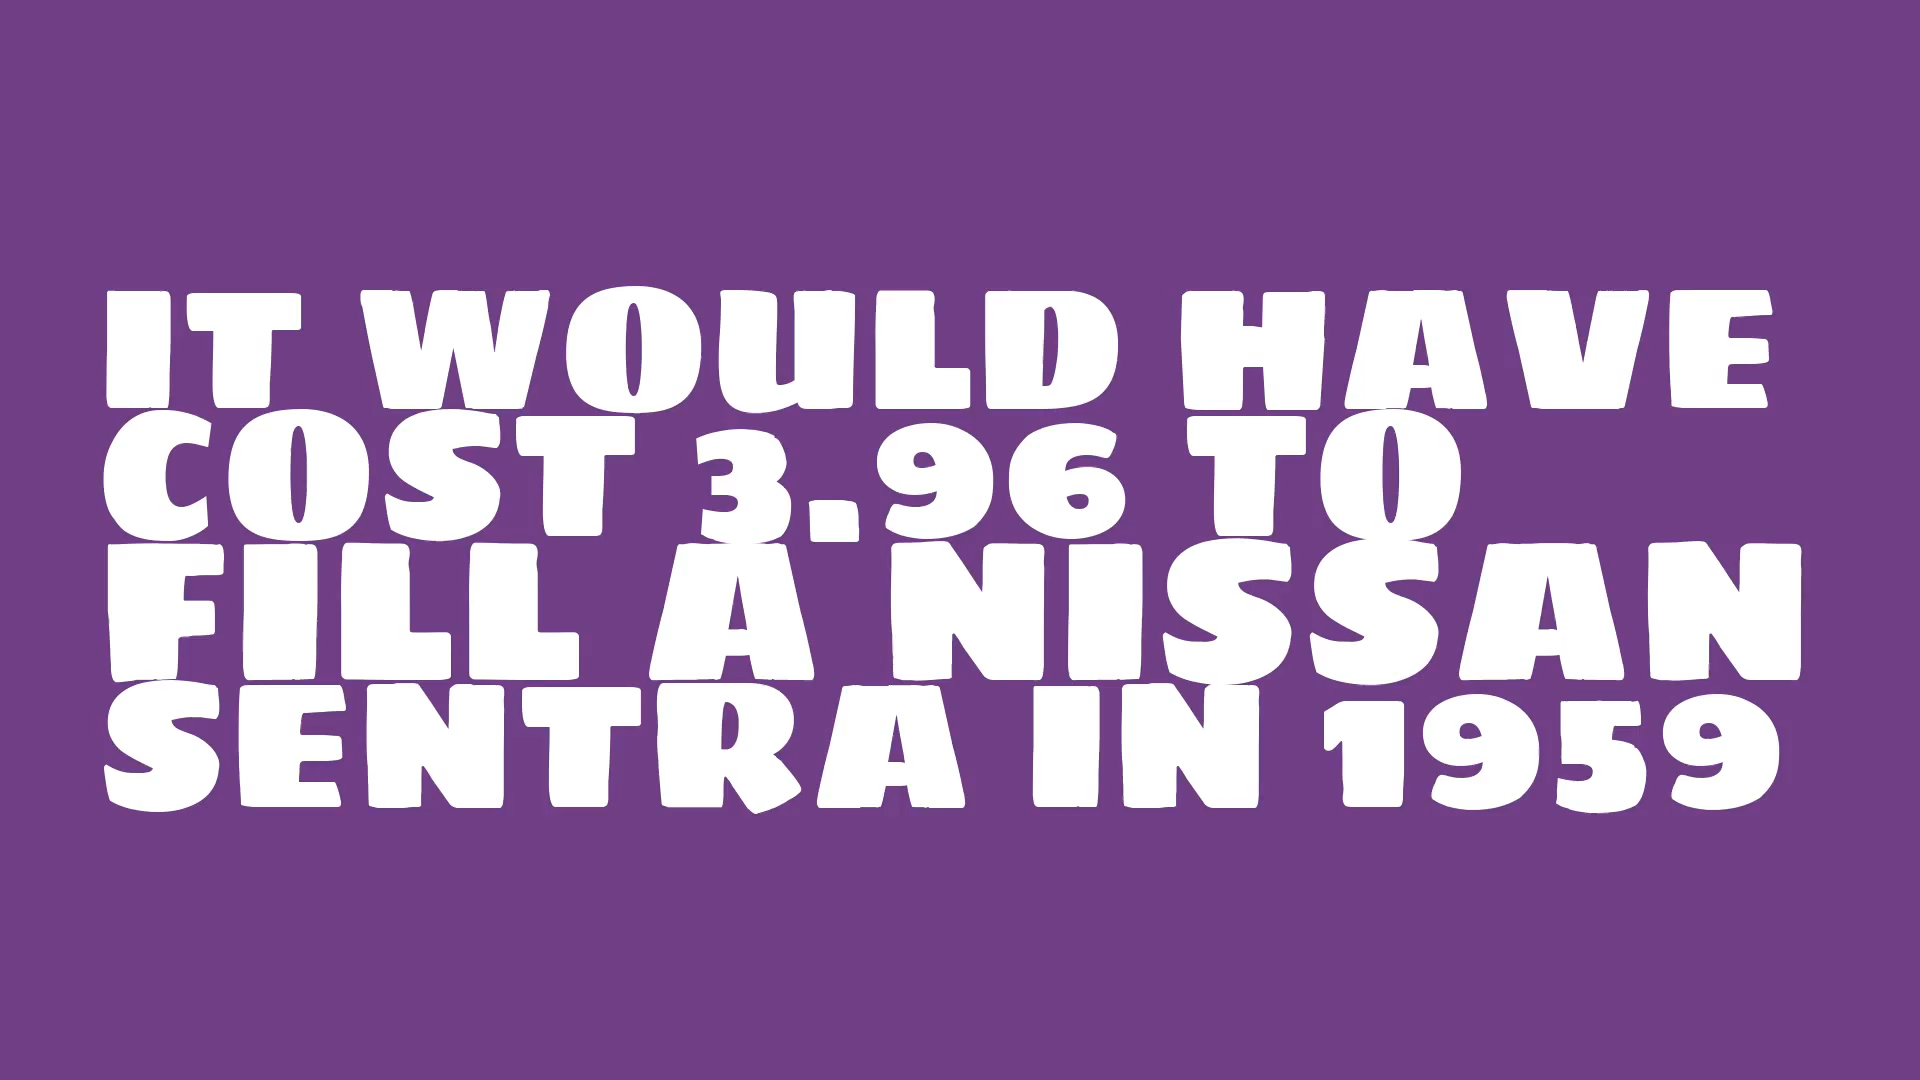 IT WOULD HAVE
COST 3.96 TO
FILL A NISSAN
SENTRA IN 1959